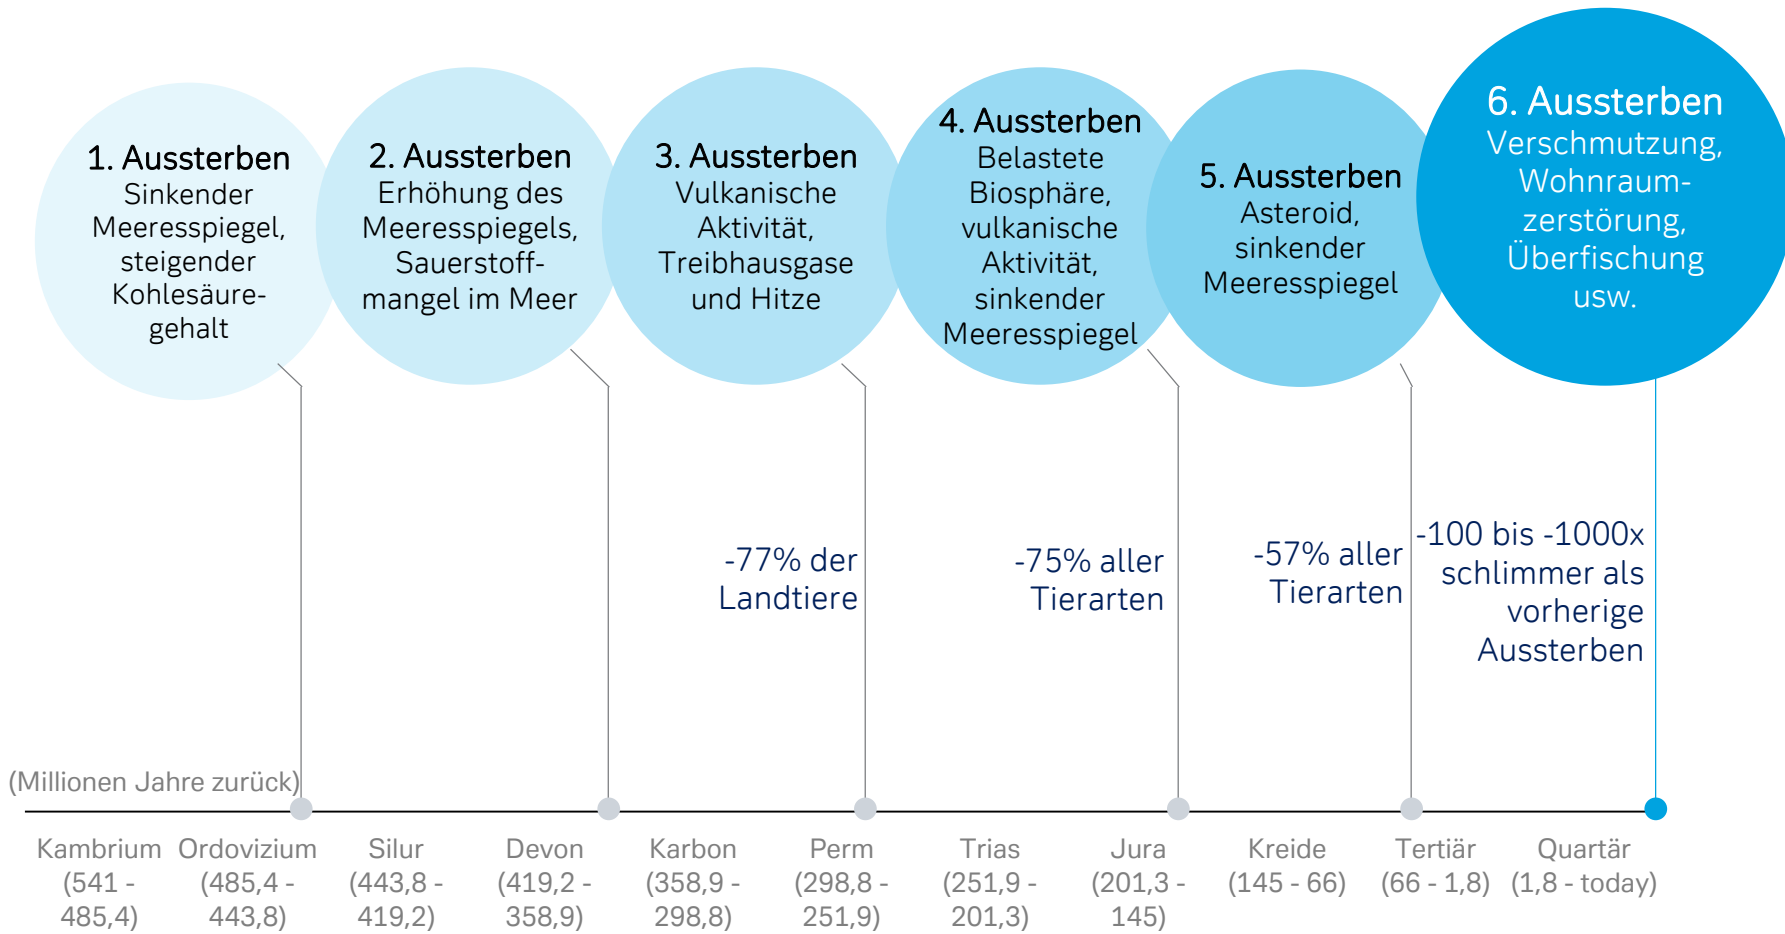 1. Aussterben
Sinkender
Meeresspiegel,
steigender
Kohlesäure-
gehalt
2. Aussterben
Erhöhung des
Meeresspiegels,
Sauerstoff-
mangel im Meer
3. Aussterben
Vulkanische
Aktivität,
Treibhausgase
und Hitze
4. Aussterben
Belastete
Biosphäre,
vulkanische
Aktivität,
sinkender
Meeresspiegel
5. Aussterben
Asteroid,
sinkender
Meeresspiegel
6. Aussterben
Verschmutzung,
Wohnraum-
zerstörung,
Überfischung
usw.
-77% der
Landtiere
-75% aller
Tierarten
-57% aller
Tierarten
-100 bis -1000x
schlimmer als
vorherige
Aussterben
(Millionen Jahre zurück)
Kambrium
(541 -
485,4)
Ordovizium
(485,4 -
443,8)
Silur
(443,8 -
419,2)
Devon
(419,2 -
358,9)
Karbon
(358,9 -
298,8)
Perm
(298,8 -
251,9)
Trias
(251,9 -
201,3)
Jura
(201,3 -
145)
Kreide
(145 - 66)
Tertiär
(66 - 1,8)
Quartär
(1,8 - today)